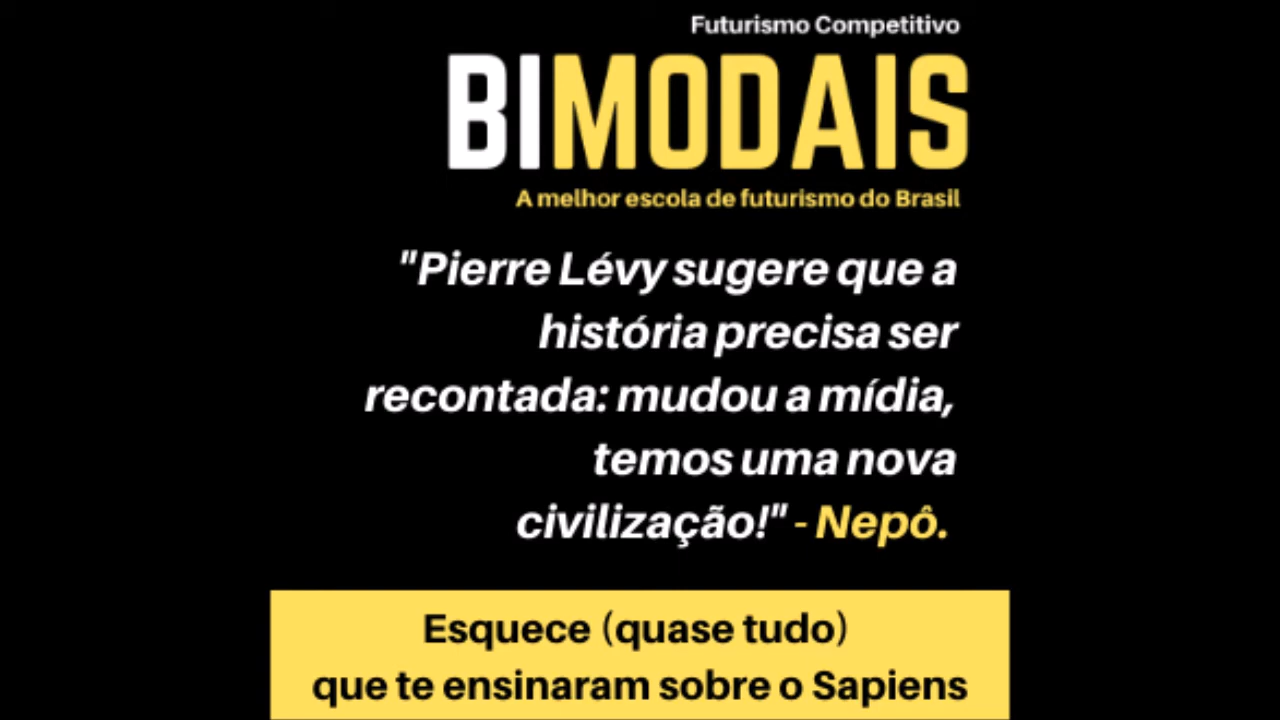 Futurismo Competitivo
BIMODAIS
A melhor escola de futurismo do Brasil
"Pierre Lévy sugere que a
história precisa ser
recontada: mudou a mídia,
temos uma nova
civilização!" - Nepô.
Esquece (quase tudo)
que te ensinaram sobre o Sapiens